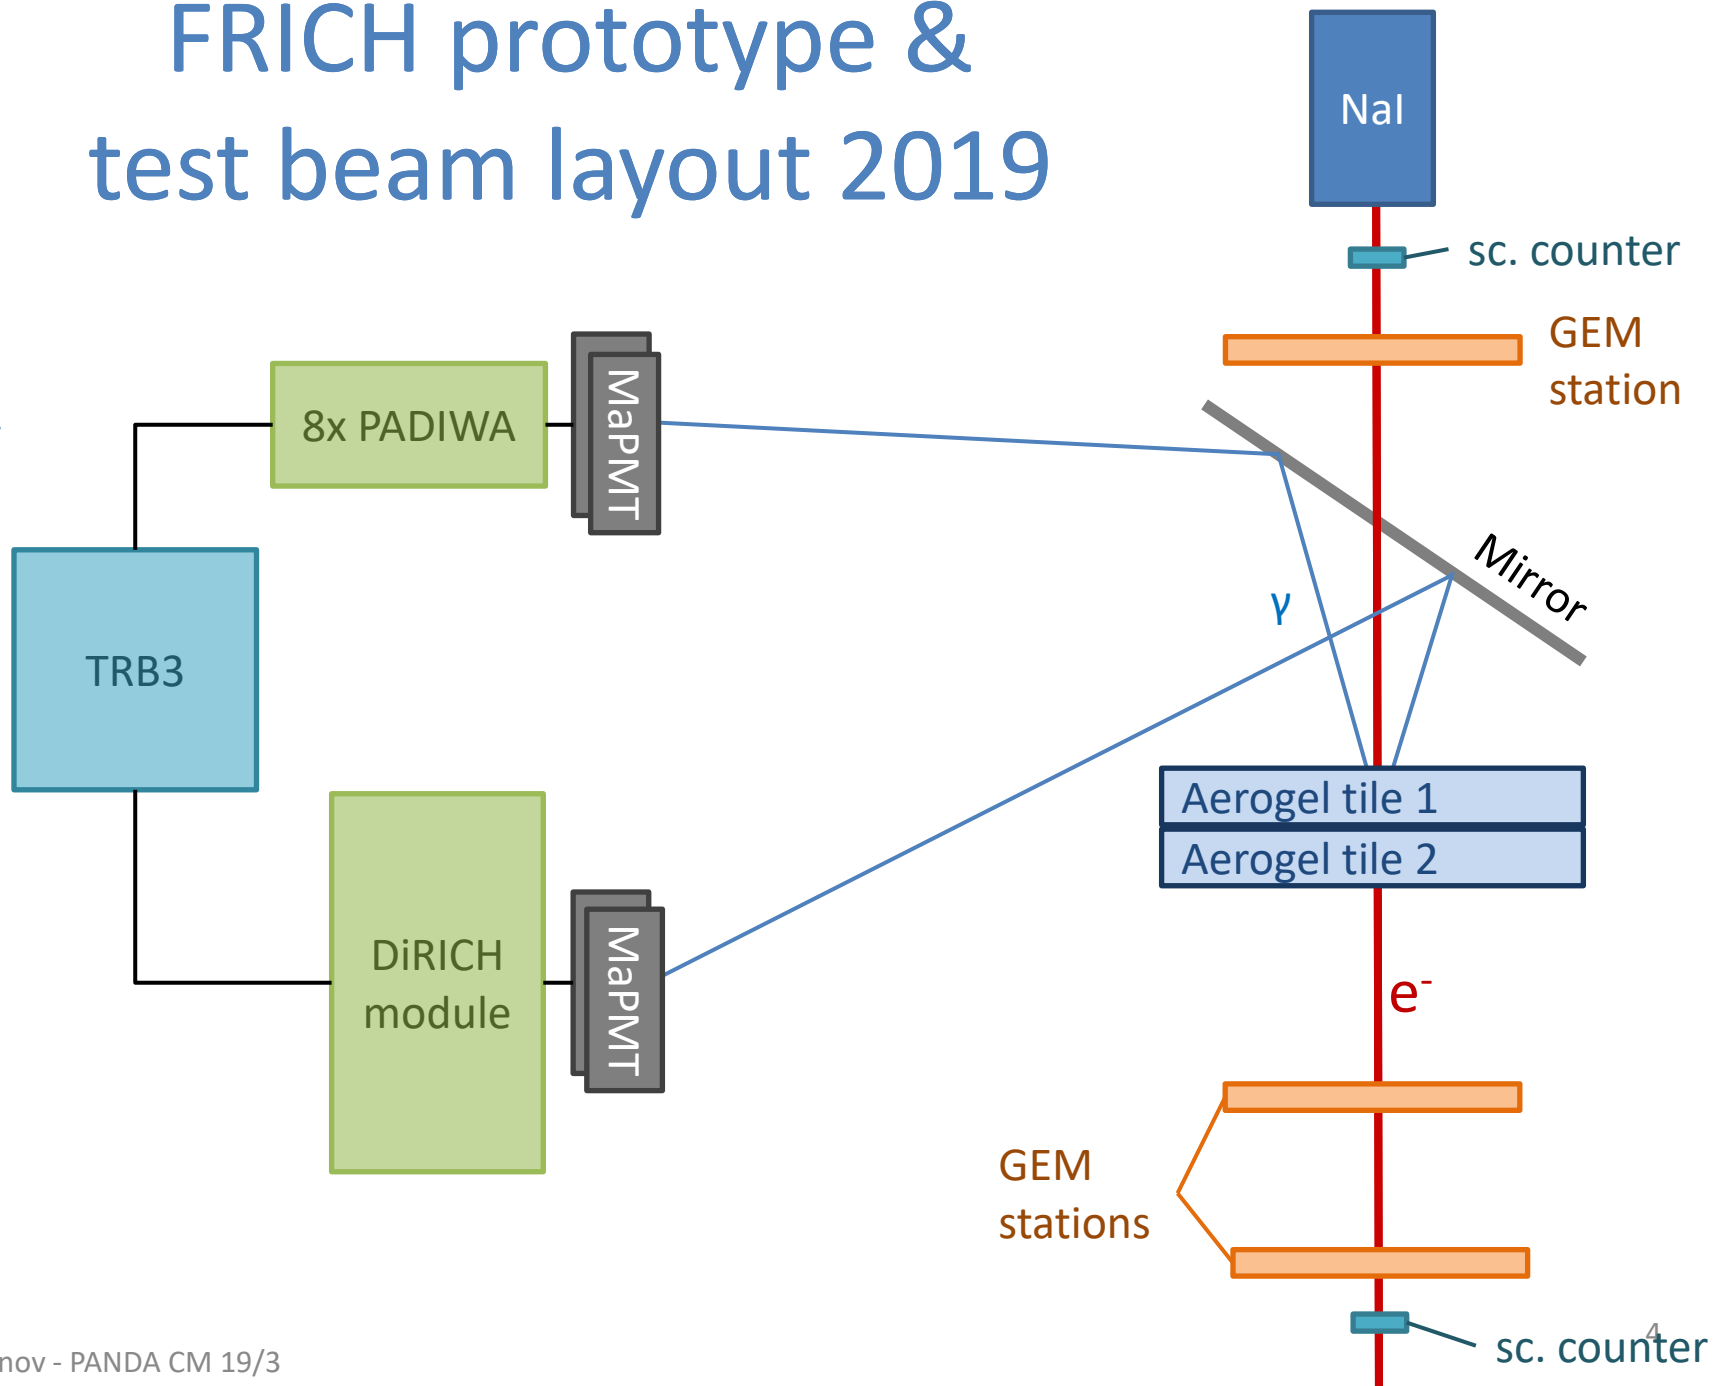 FRICH prototype &
test beam layout 2019
NaI
sc. counter
GEM
station
8x PADIWA
MaPMT
Mirror
γ
TRB3
Aerogel tile 1
Aerogel tile 2
DiRICH
module
MaPMT
e-
GEM
stations
sc. counter
4
nov - PANDA CM 19/3